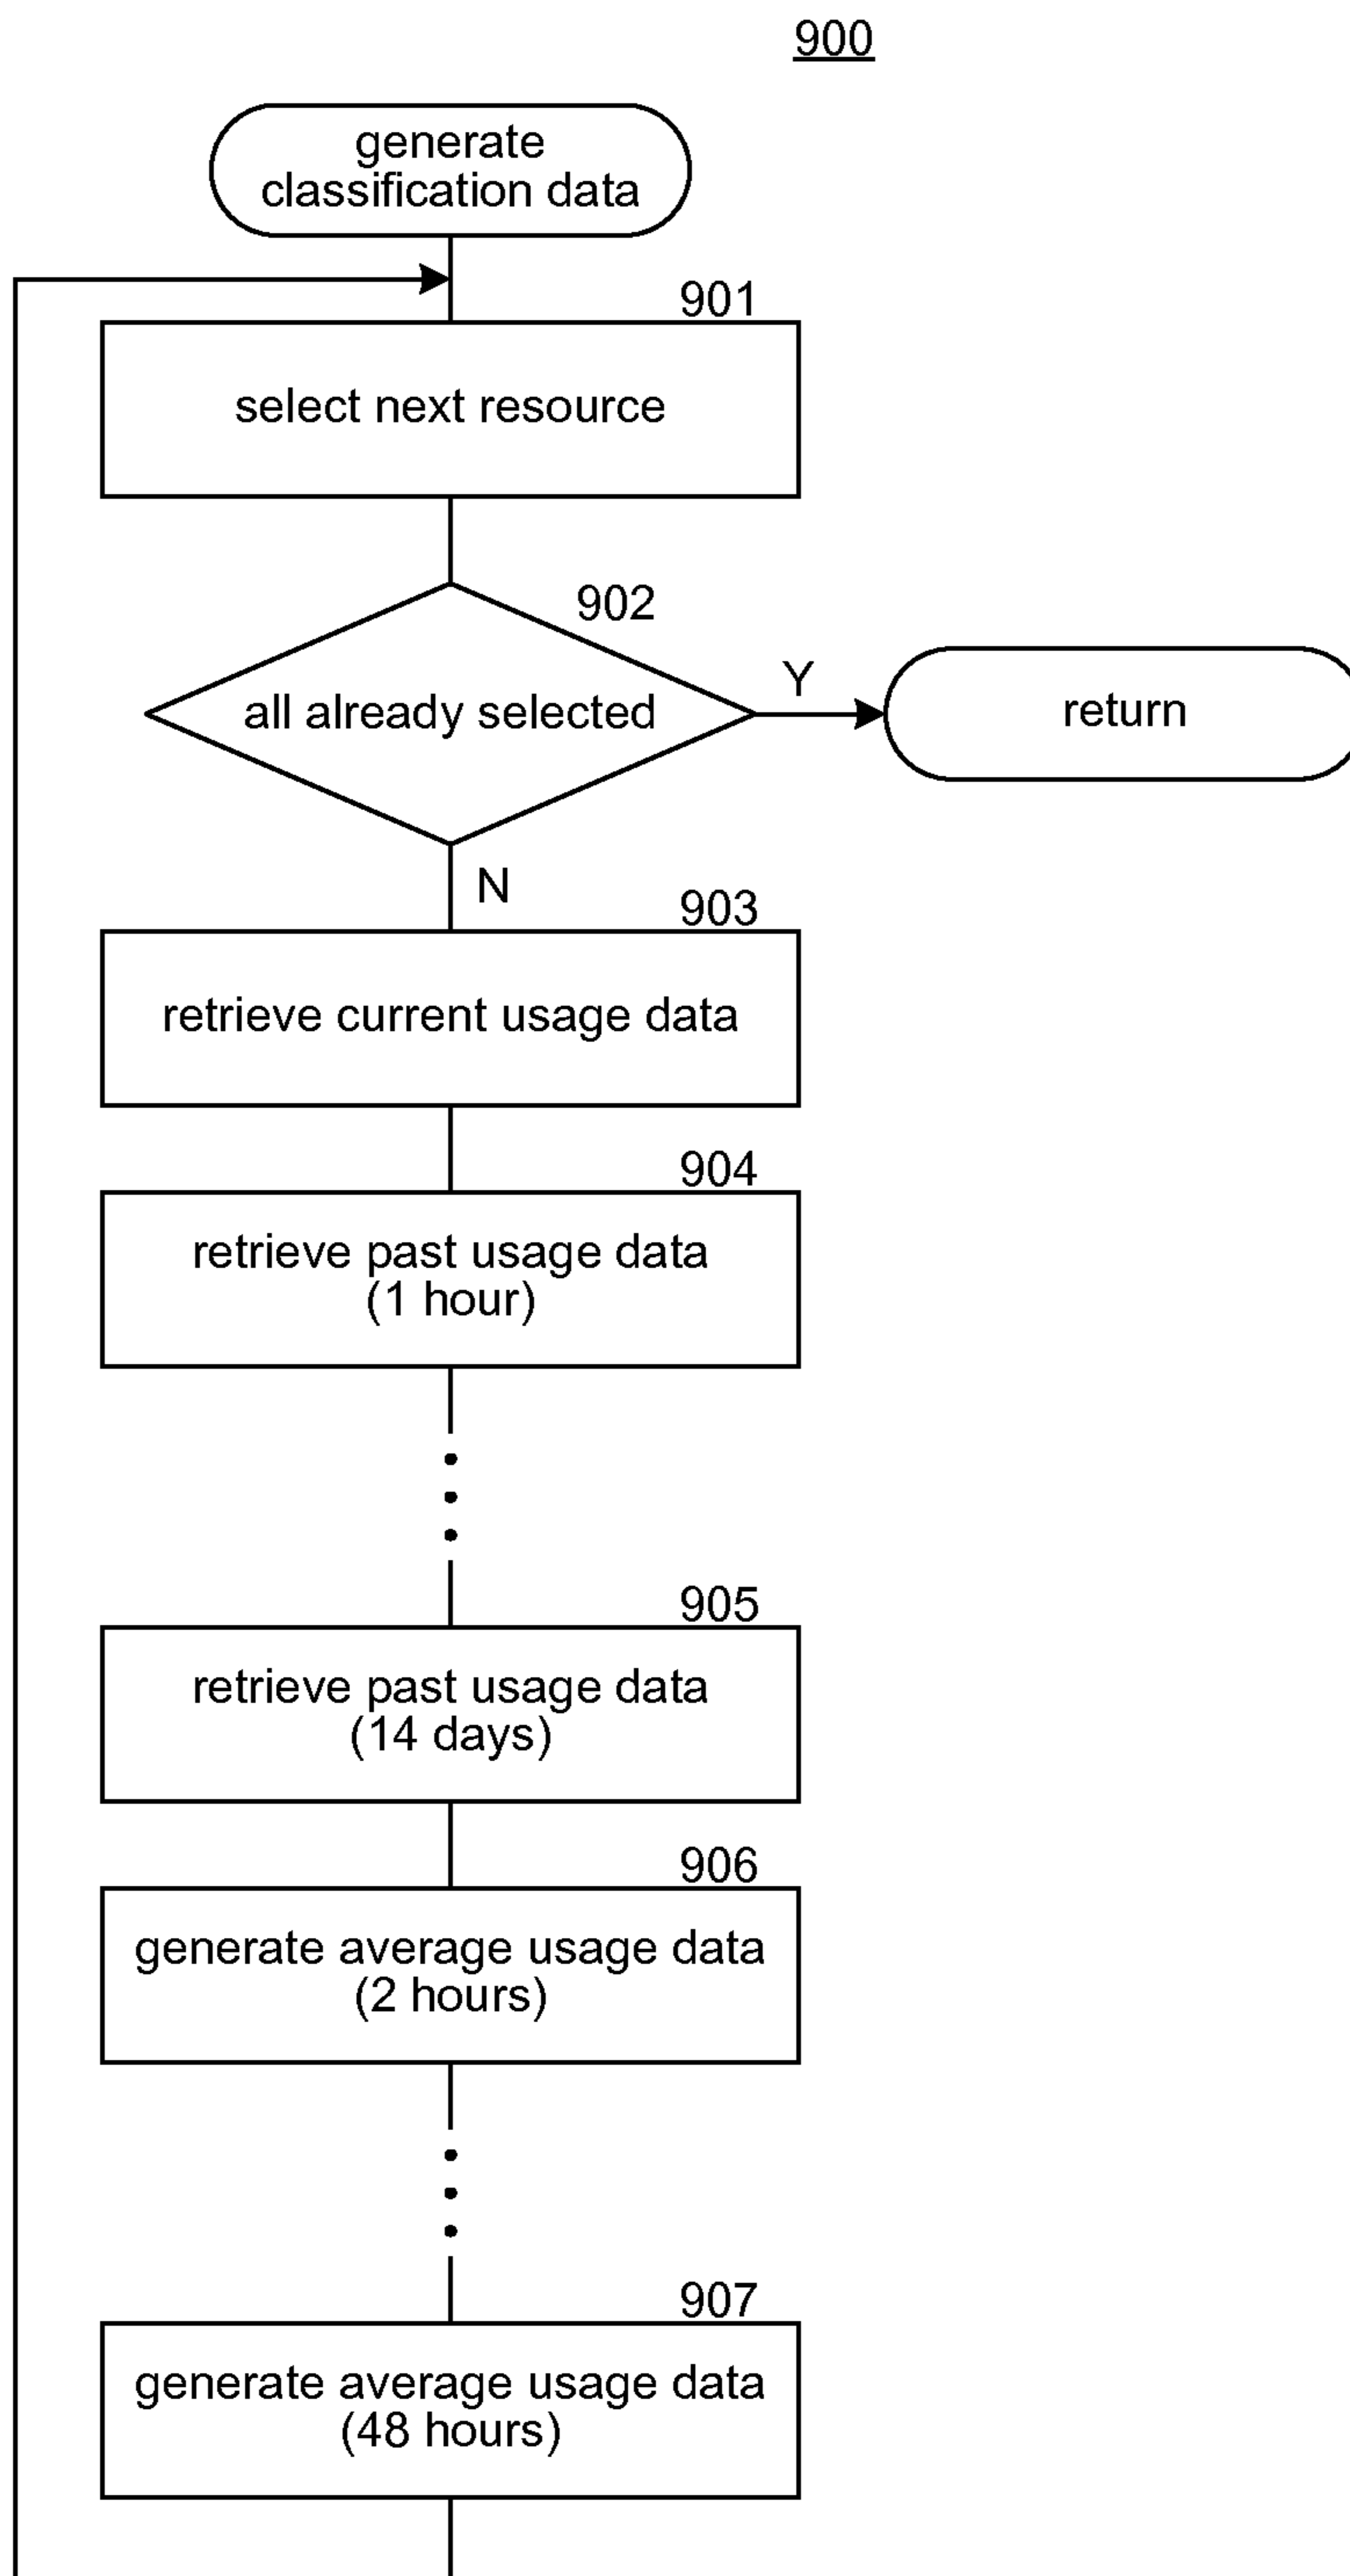 900
generate
classification data
901
select next resource
902
all already selected
Y
return
N
903
retrieve current usage data
904
retrieve past usage data
(1 hour)
905
retrieve past usage data
(14 days)
906
generate average usage data
(2 hours)
907
generate average usage data
(48 hours)